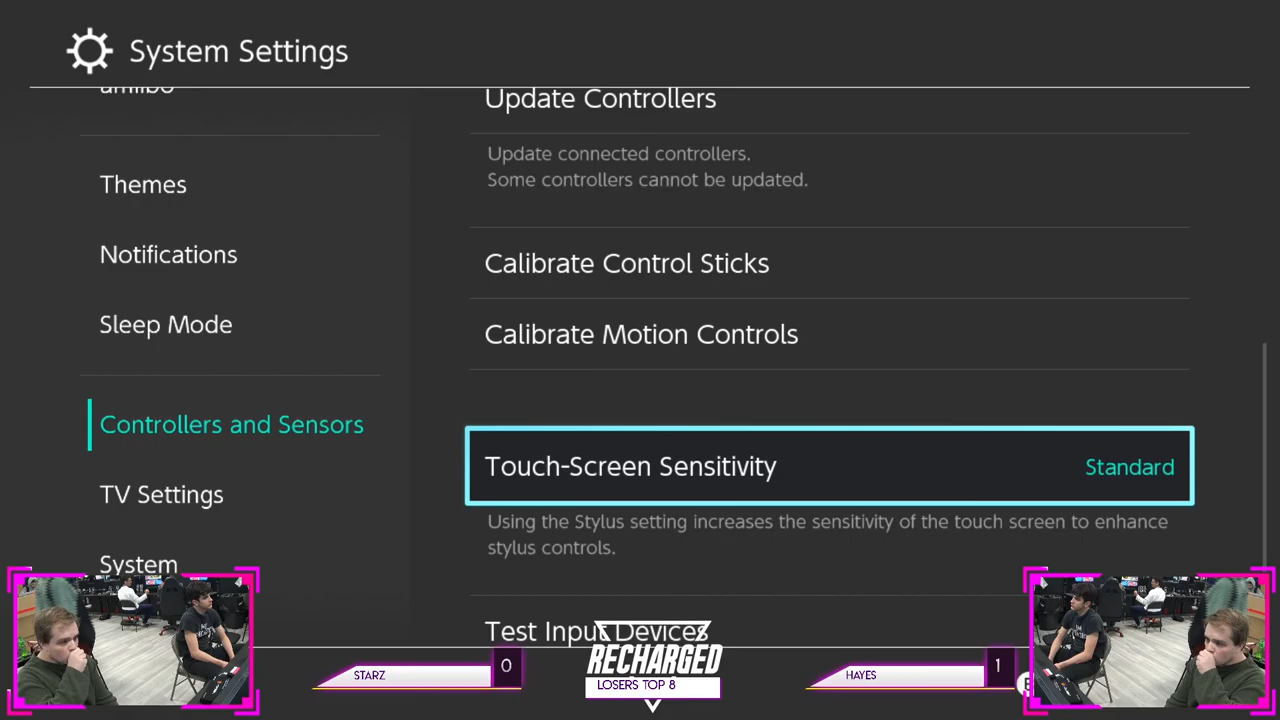 System Settings
amiibo
Themes
Notifications
Sleep Mode
Controllers and Sensors
TV Settings
System
Update Controllers
Update connected controllers.
Some controllers cannot be updated.
Calibrate Control Sticks
Calibrate Motion Controls
Touch-Screen Sensitivity Standard
Using the Stylus setting increases the sensitivity of the touch screen to enhance
stylus controls.
Test Input Devices
STARZ 0
RECHARGED
LOSERS TOP 8
HAYES 1